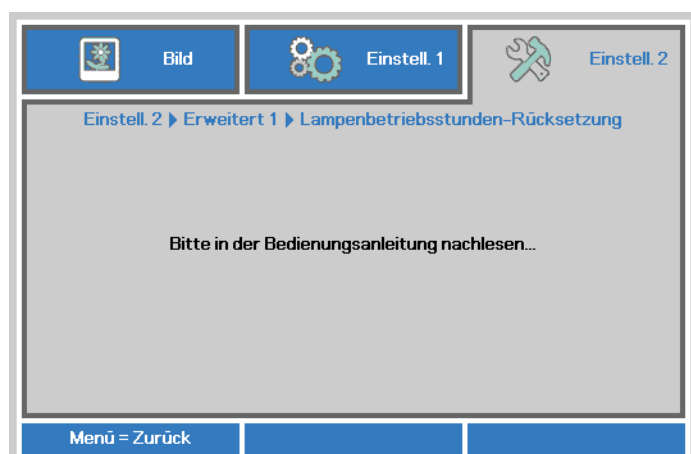 Bild
Einstell. 1
Einstell. 2
Einstell. 2 ▶ Erweitert 1 ▶ Lampenbetriebsstunden-Rücksetzung
Bitte in der Bedienungsanleitung nachlesen...
Menü = Zurück